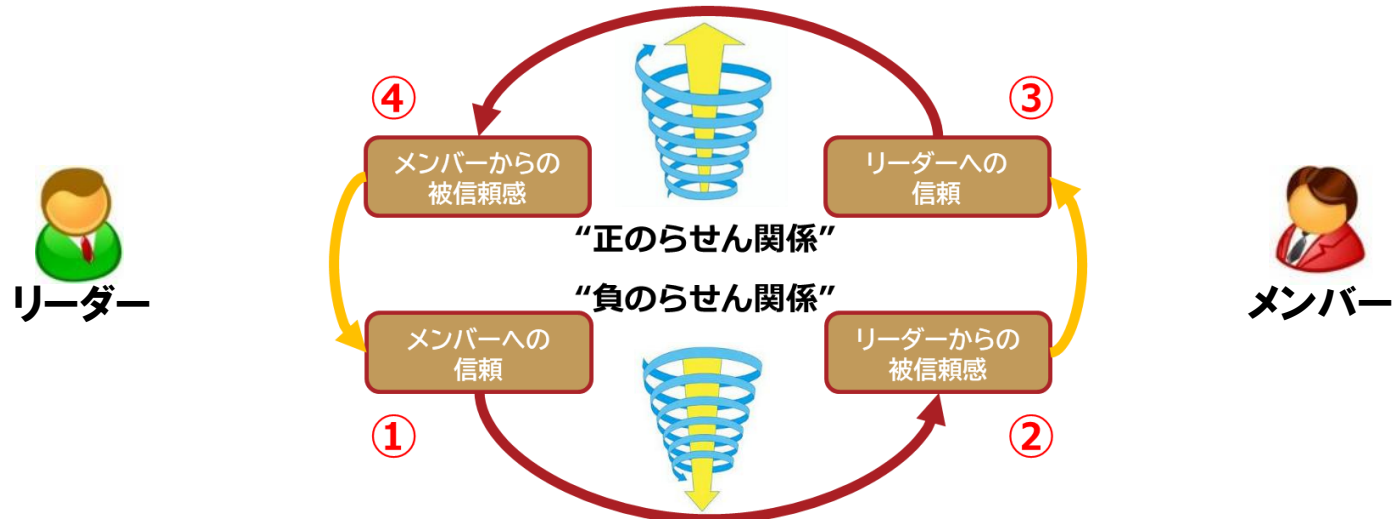 ④
③
メンバーからの
被信頼感
リーダーへの
信頼
“正のらせん関係”
リーダー
メンバー
“負のらせん関係”
メンバーへの
信頼
リーダーからの
被信頼感
①
②